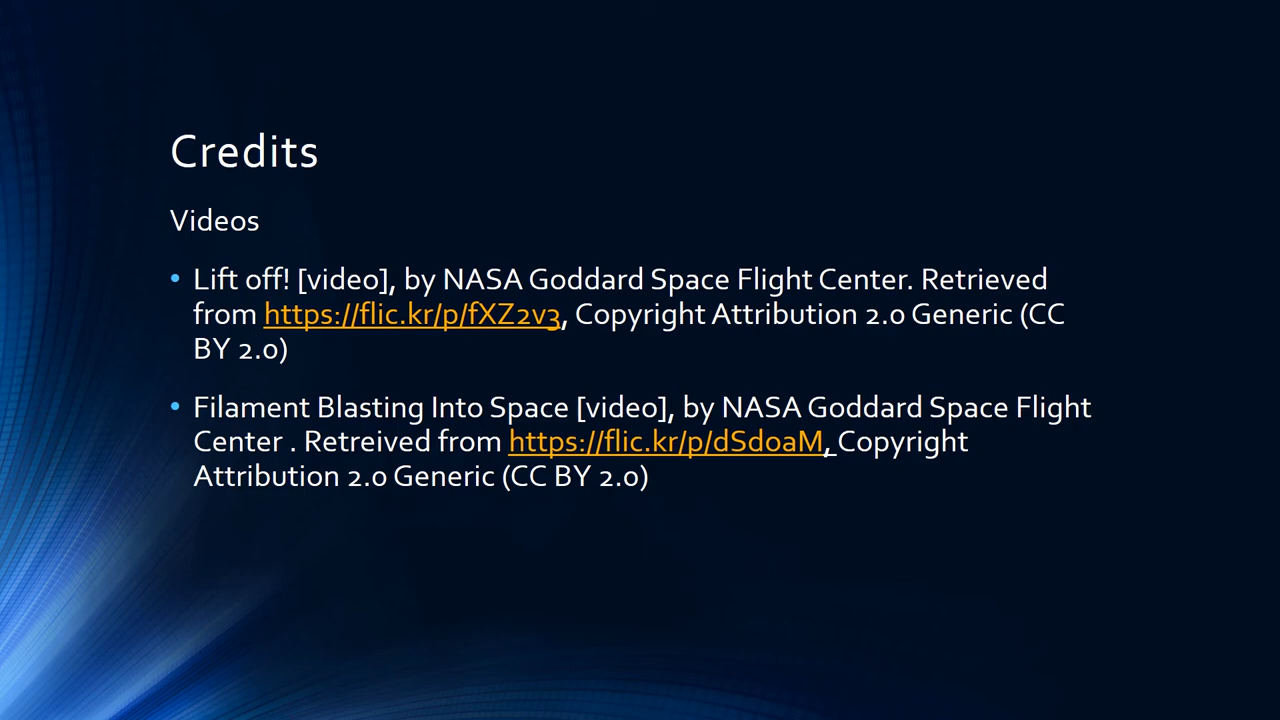 Credits
Videos
• Lift off! [video], by NASA Goddard Space Flight Center. Retrieved
from https://flic.kr/p/fXZ2v3, Copyright Attribution 2.0 Generic (CC
BY 2.0)
• Filament Blasting Into Space [video], by NASA Goddard Space Flight
Center . Retreived from https://flic.kr/p/dSdoaM, Copyright
Attribution 2.0 Generic (CC BY 2.0)